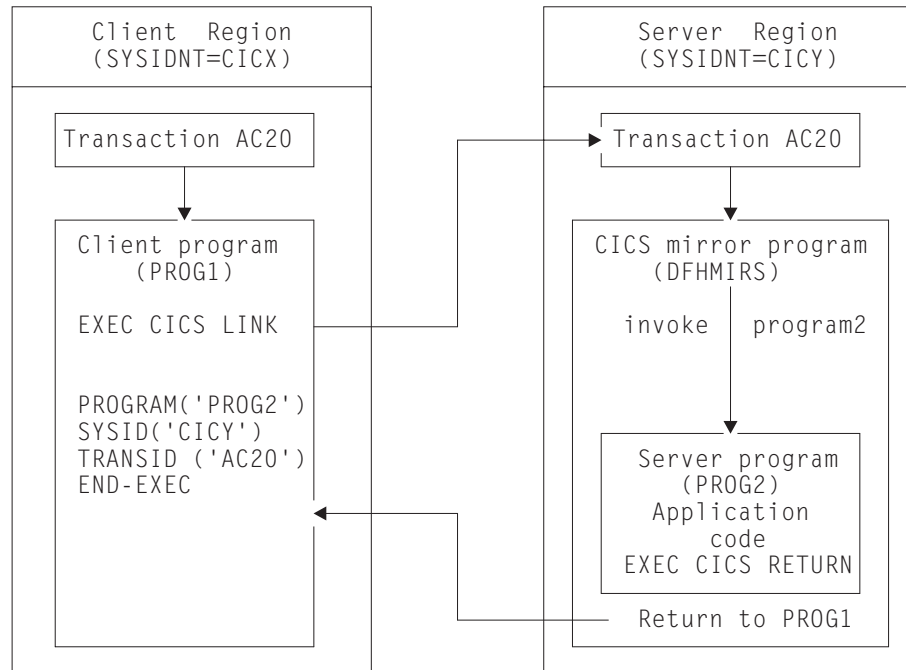 Client Region
(SYSIDNT=CICX)
Transaction AC20
Client program
(PROG1)
EXEC CICS LINK
PROGRAM('PROG2')
SYSID('CICY')
TRANSID ('AC20')
END-EXEC
Server Region
(SYSIDNT=CICY)
Transaction AC20
CICS mirror program
(DFHMIRS)
invoke program2
Server program
(PROG2)
Application
code
EXEC CICS RETURN
Return to PROG1